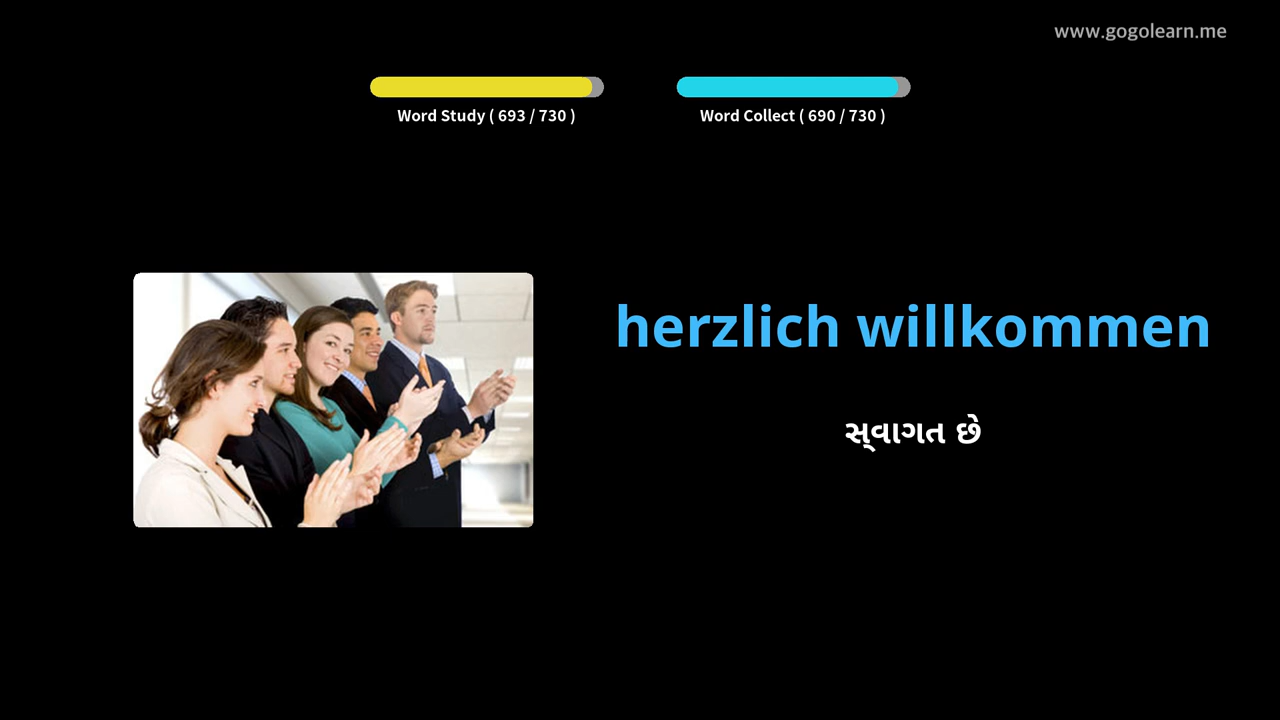 www.gogolearn.me
Word Study ( 693 / 730 )
Word Collect ( 690 / 730 )
herzlich willkommen
સ્વાગત છે